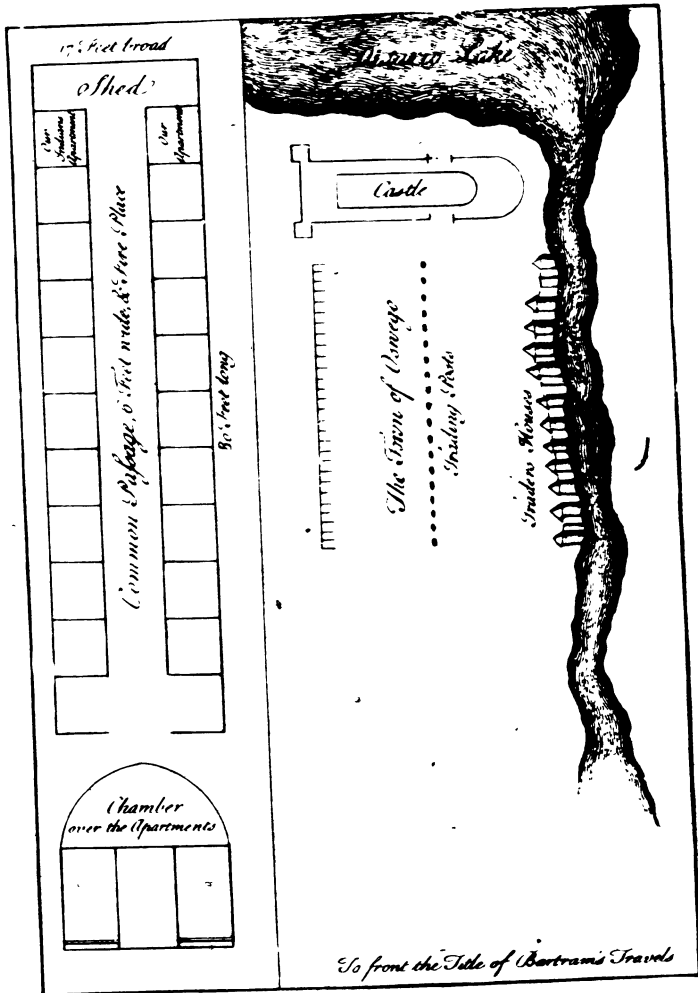 17 Feet broad
Shed
Our
Indians
Apartment
Our
Apartment
Common Paſsage, 6 Feet wide, & Fire Place
80 Feet long
Chamber
over the Apartments
Lake
Castle
The Town of Oswego
Trading Posts
Traders Houses
To front the Title of Bartram's Travels